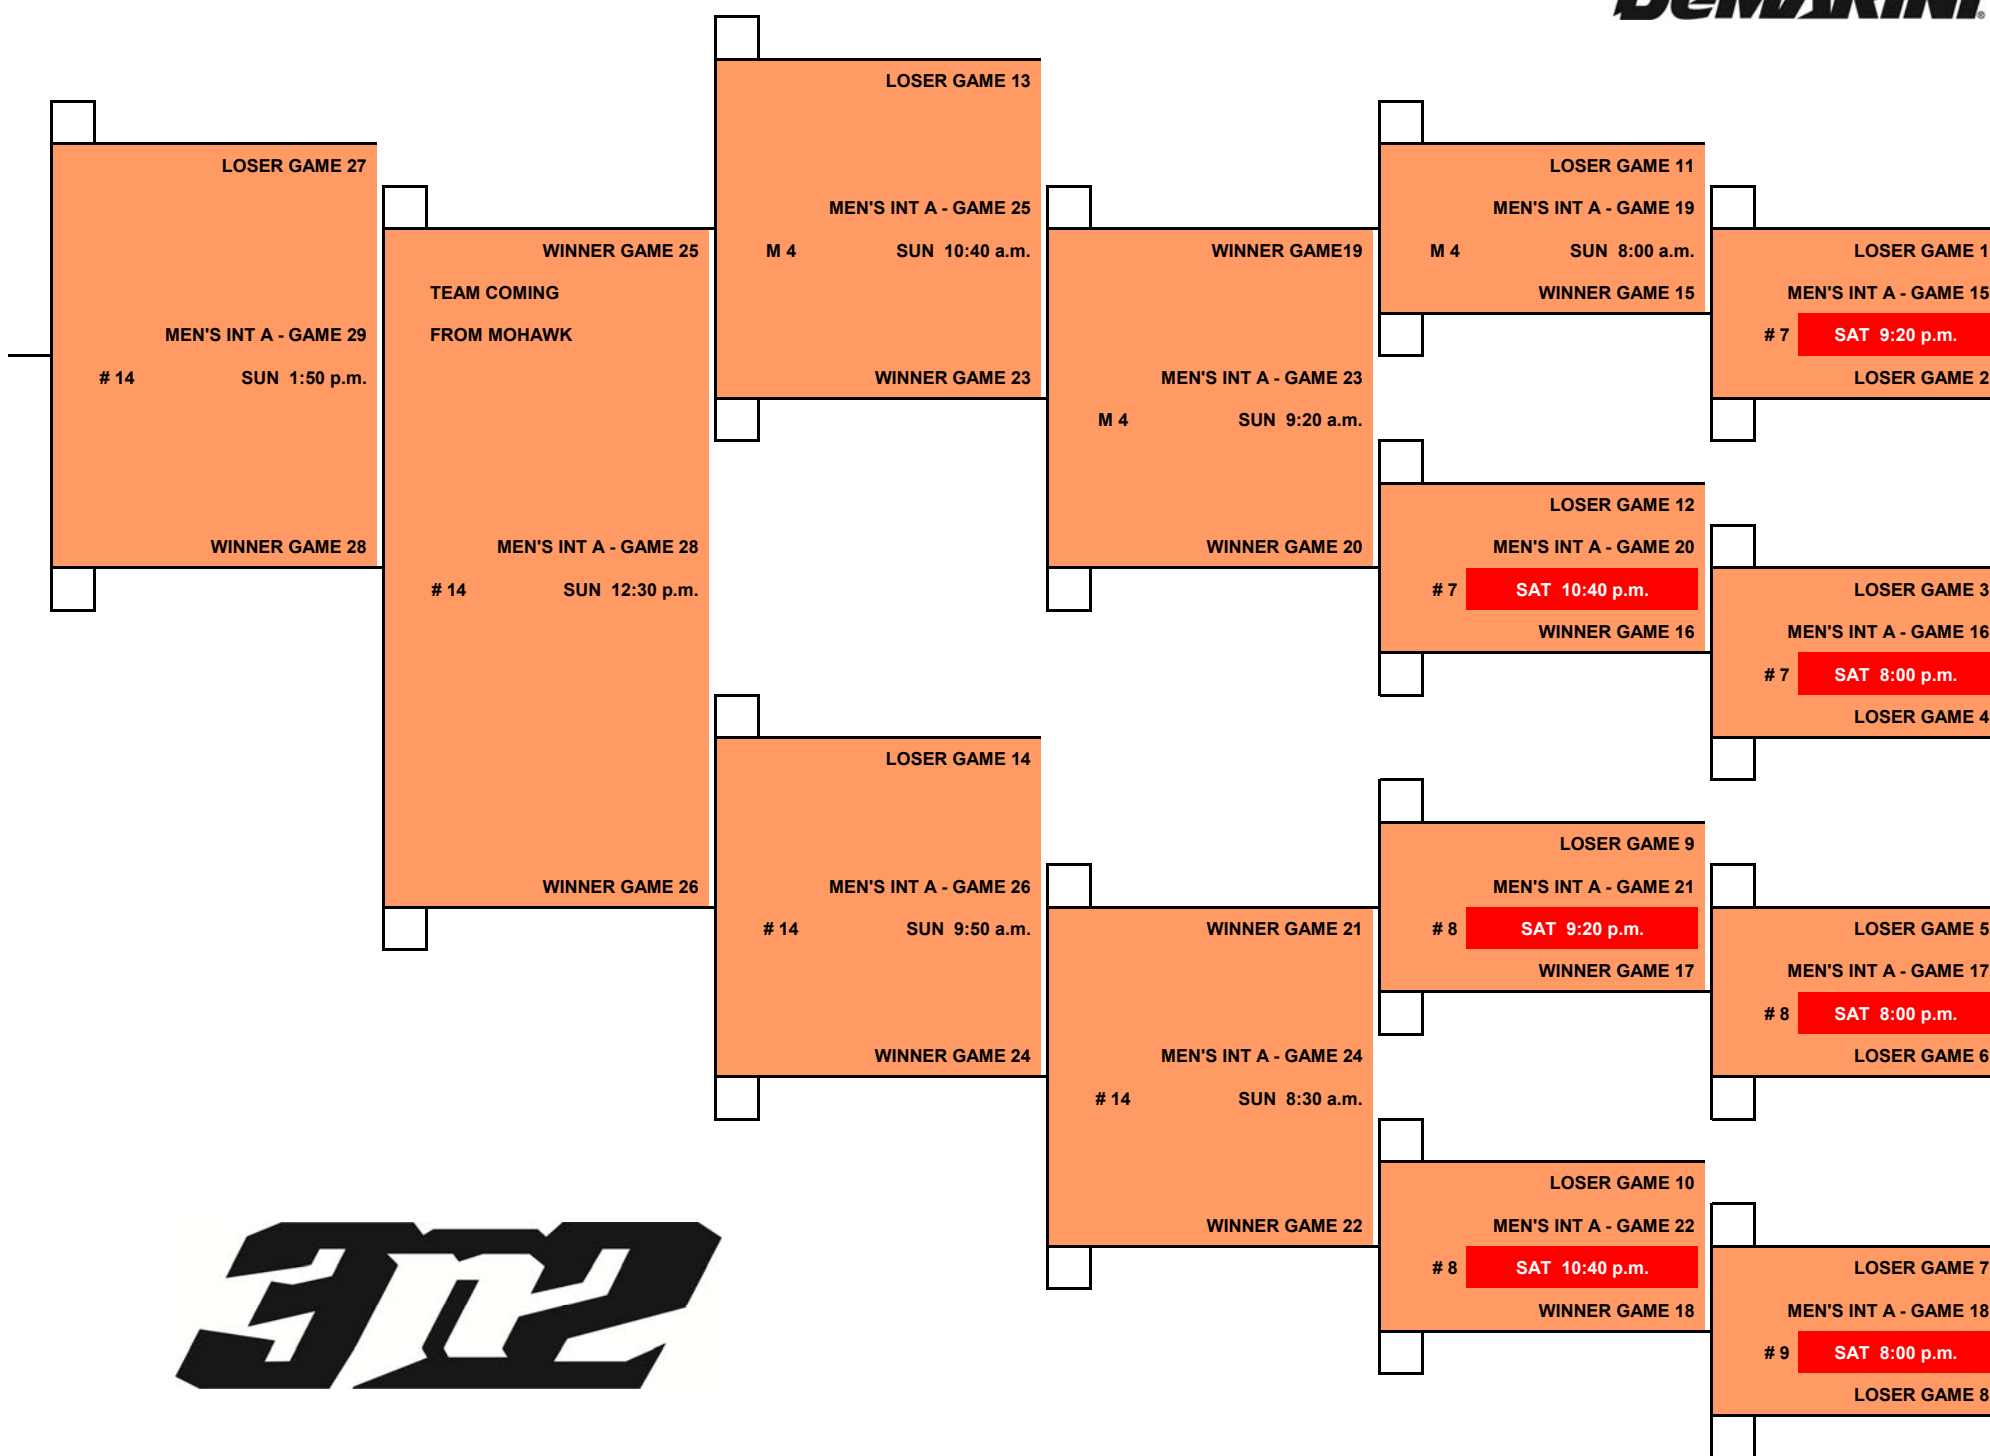 DeMARINI
LOSER GAME 27
MEN'S INT A - GAME 29
# 14 SUN 1:50 p.m.
WINNER GAME 28
WINNER GAME 25
TEAM COMING
FROM MOHAWK
MEN'S INT A - GAME 28
# 14 SUN 12:30 p.m.
WINNER GAME 26
LOSER GAME 13
MEN'S INT A - GAME 25
M 4 SUN 10:40 a.m.
WINNER GAME 23
LOSER GAME 14
MEN'S INT A - GAME 26
# 14 SUN 9:50 a.m.
WINNER GAME 24
WINNER GAME19
MEN'S INT A - GAME 23
M 4 SUN 9:20 a.m.
WINNER GAME 20
WINNER GAME 21
MEN'S INT A - GAME 24
# 14 SUN 8:30 a.m.
WINNER GAME 22
LOSER GAME 11
MEN'S INT A - GAME 19
M 4 SUN 8:00 a.m.
WINNER GAME 15
LOSER GAME 12
MEN'S INT A - GAME 20
# 7 SAT 10:40 p.m.
WINNER GAME 16
LOSER GAME 9
MEN'S INT A - GAME 21
# 8 SAT 9:20 p.m.
WINNER GAME 17
LOSER GAME 10
MEN'S INT A - GAME 22
# 8 SAT 10:40 p.m.
WINNER GAME 18
LOSER GAME 1
MEN'S INT A - GAME 15
# 7 SAT 9:20 p.m.
LOSER GAME 2
LOSER GAME 3
MEN'S INT A - GAME 16
# 7 SAT 8:00 p.m.
LOSER GAME 4
LOSER GAME 5
MEN'S INT A - GAME 17
# 8 SAT 8:00 p.m.
LOSER GAME 6
LOSER GAME 7
MEN'S INT A - GAME 18
# 9 SAT 8:00 p.m.
LOSER GAME 8
3n2